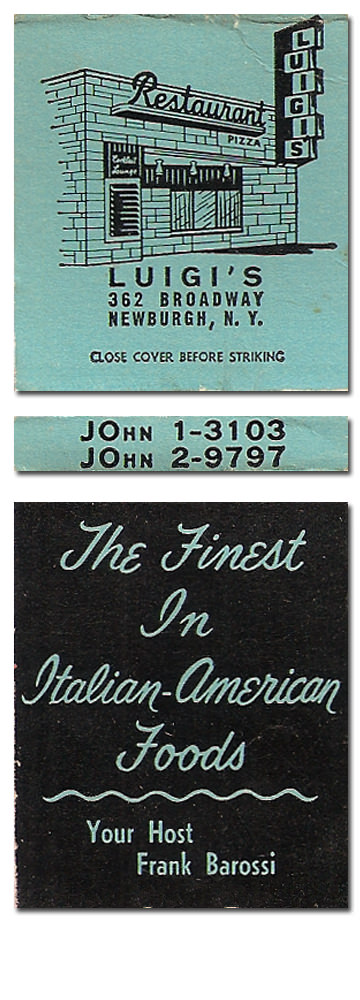 LUIGIS
Restaurant
PIZZA
Cocktail
Lounge
LUIGI'S
362 BROADWAY
NEWBURGH, N. Y.
CLOSE COVER BEFORE STRIKING
JOHN 1-3103
JOHN 2-9797
The Finest
In
Italian-American
Foods
Your Host
Frank Barossi